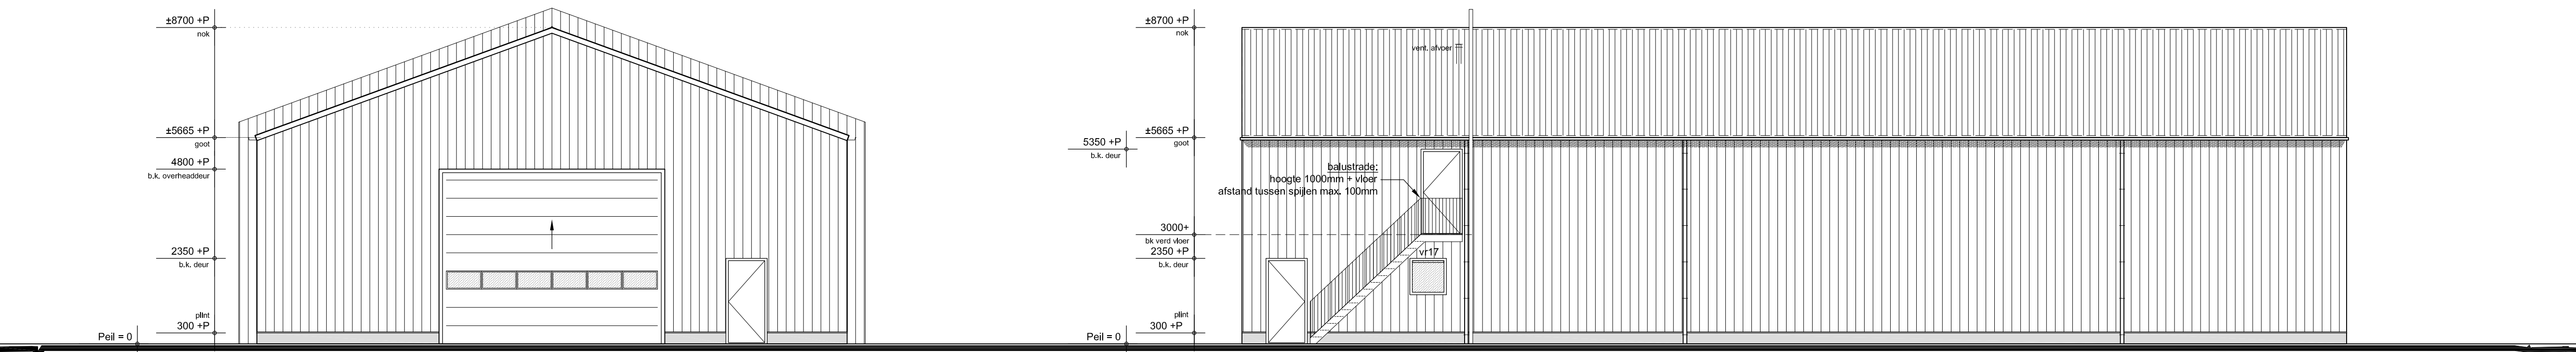 ±8700 +P
nok
±5665 +P
goot
4800 +P
b.k. overheaddeur
2350 +P
b.k. deur
plint
300 +P
Peil = 0
±8700 +P
nok
vent. afvoer
±5665 +P
goot
5350 +P
b.k. deur
balustrade:
hoogte 1000mm + vloer
afstand tussen spijlen max. 100mm
3000+
bk verd vloer
2350 +P
b.k. deur
vr17
plint
300 +P
Peil = 0